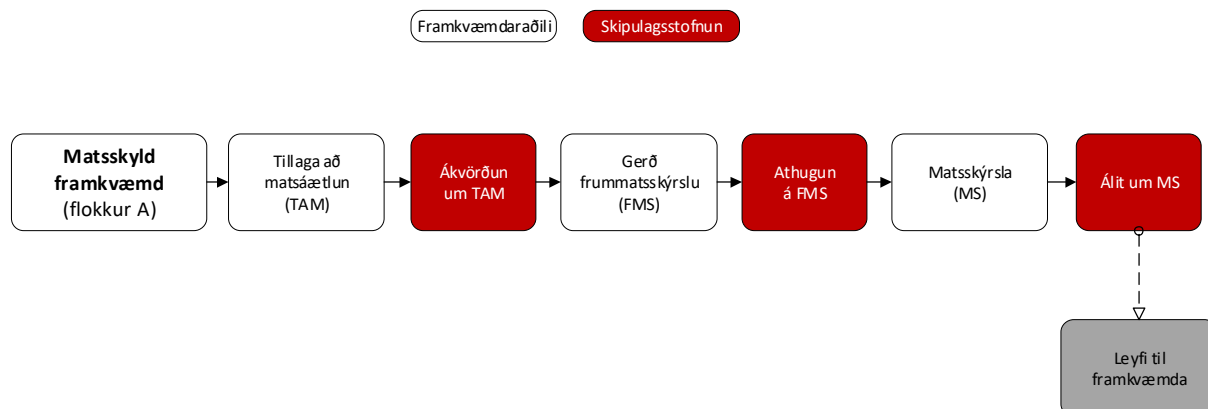 Framkvæmdaraðili
Skipulagsstofnun
Matsskyld
framkvæmd
(flokkur A)
Tillaga að
matsáætlun
(TAM)
Ákvörðun
um TAM
Gerð
frummatsskýrslu
(FMS)
Athugun
á FMS
Matsskýrsla
(MS)
Álit um MS
Leyfi til
framkvæmda